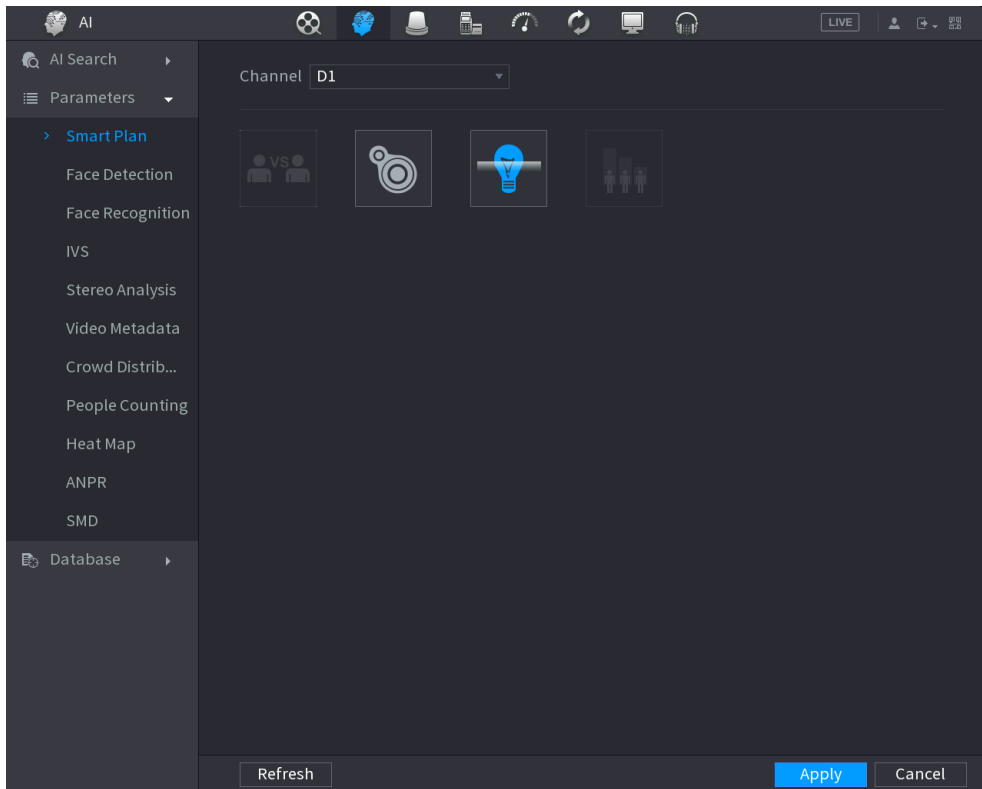 AI
LIVE
AI Search
Parameters
Smart Plan
Face Detection
Face Recognition
IVS
Stereo Analysis
Video Metadata
Crowd Distrib...
People Counting
Heat Map
ANPR
SMD
Database
Channel D1
VS
Refresh
Apply
Cancel